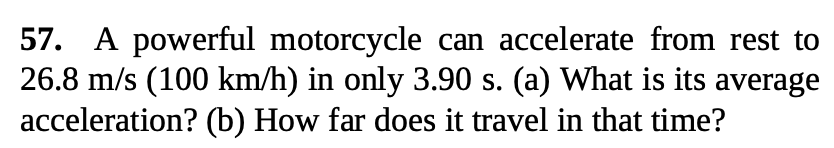 57. A powerful motorcycle can accelerate from rest to
26.8 m/s (100 km/h) in only 3.90 s. (a) What is its average
acceleration? (b) How far does it travel in that time?